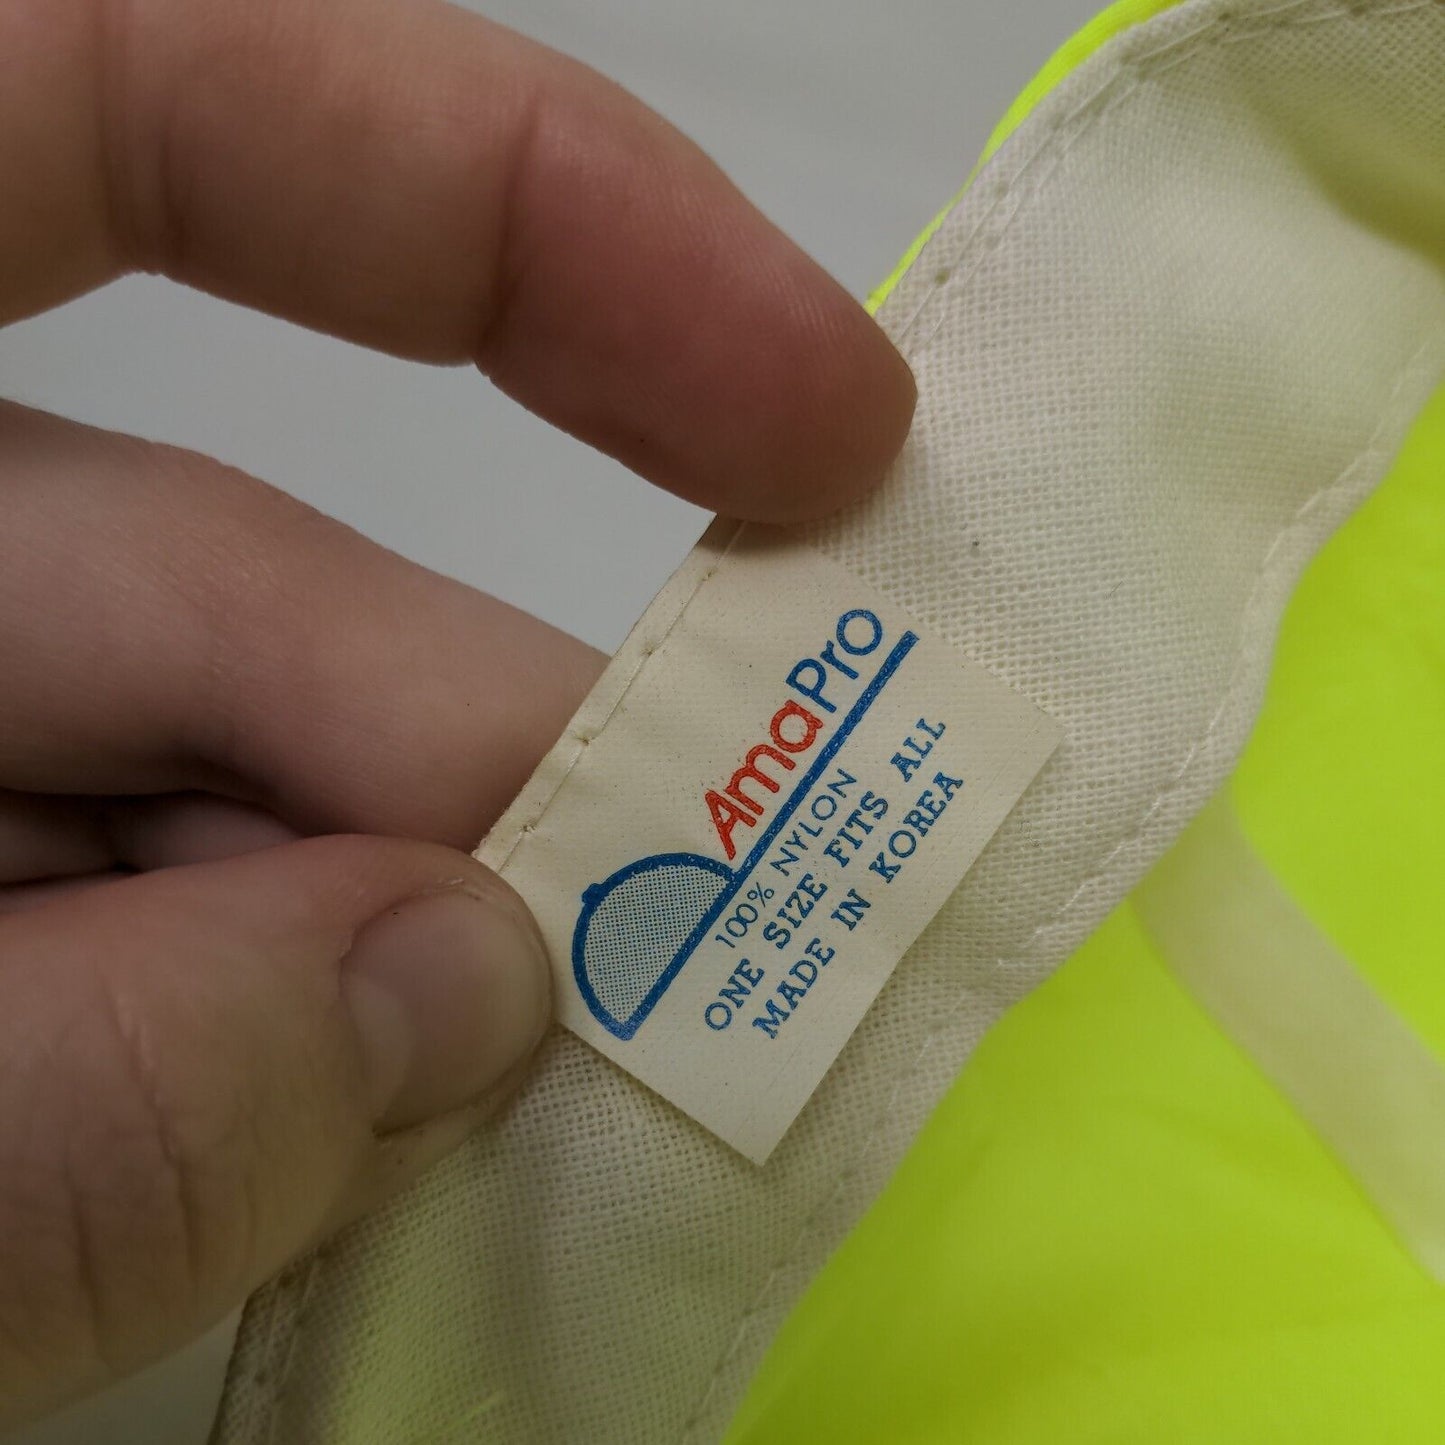 AmaPro
100% NYLON
ONE SIZE FITS ALL
MADE IN KOREA